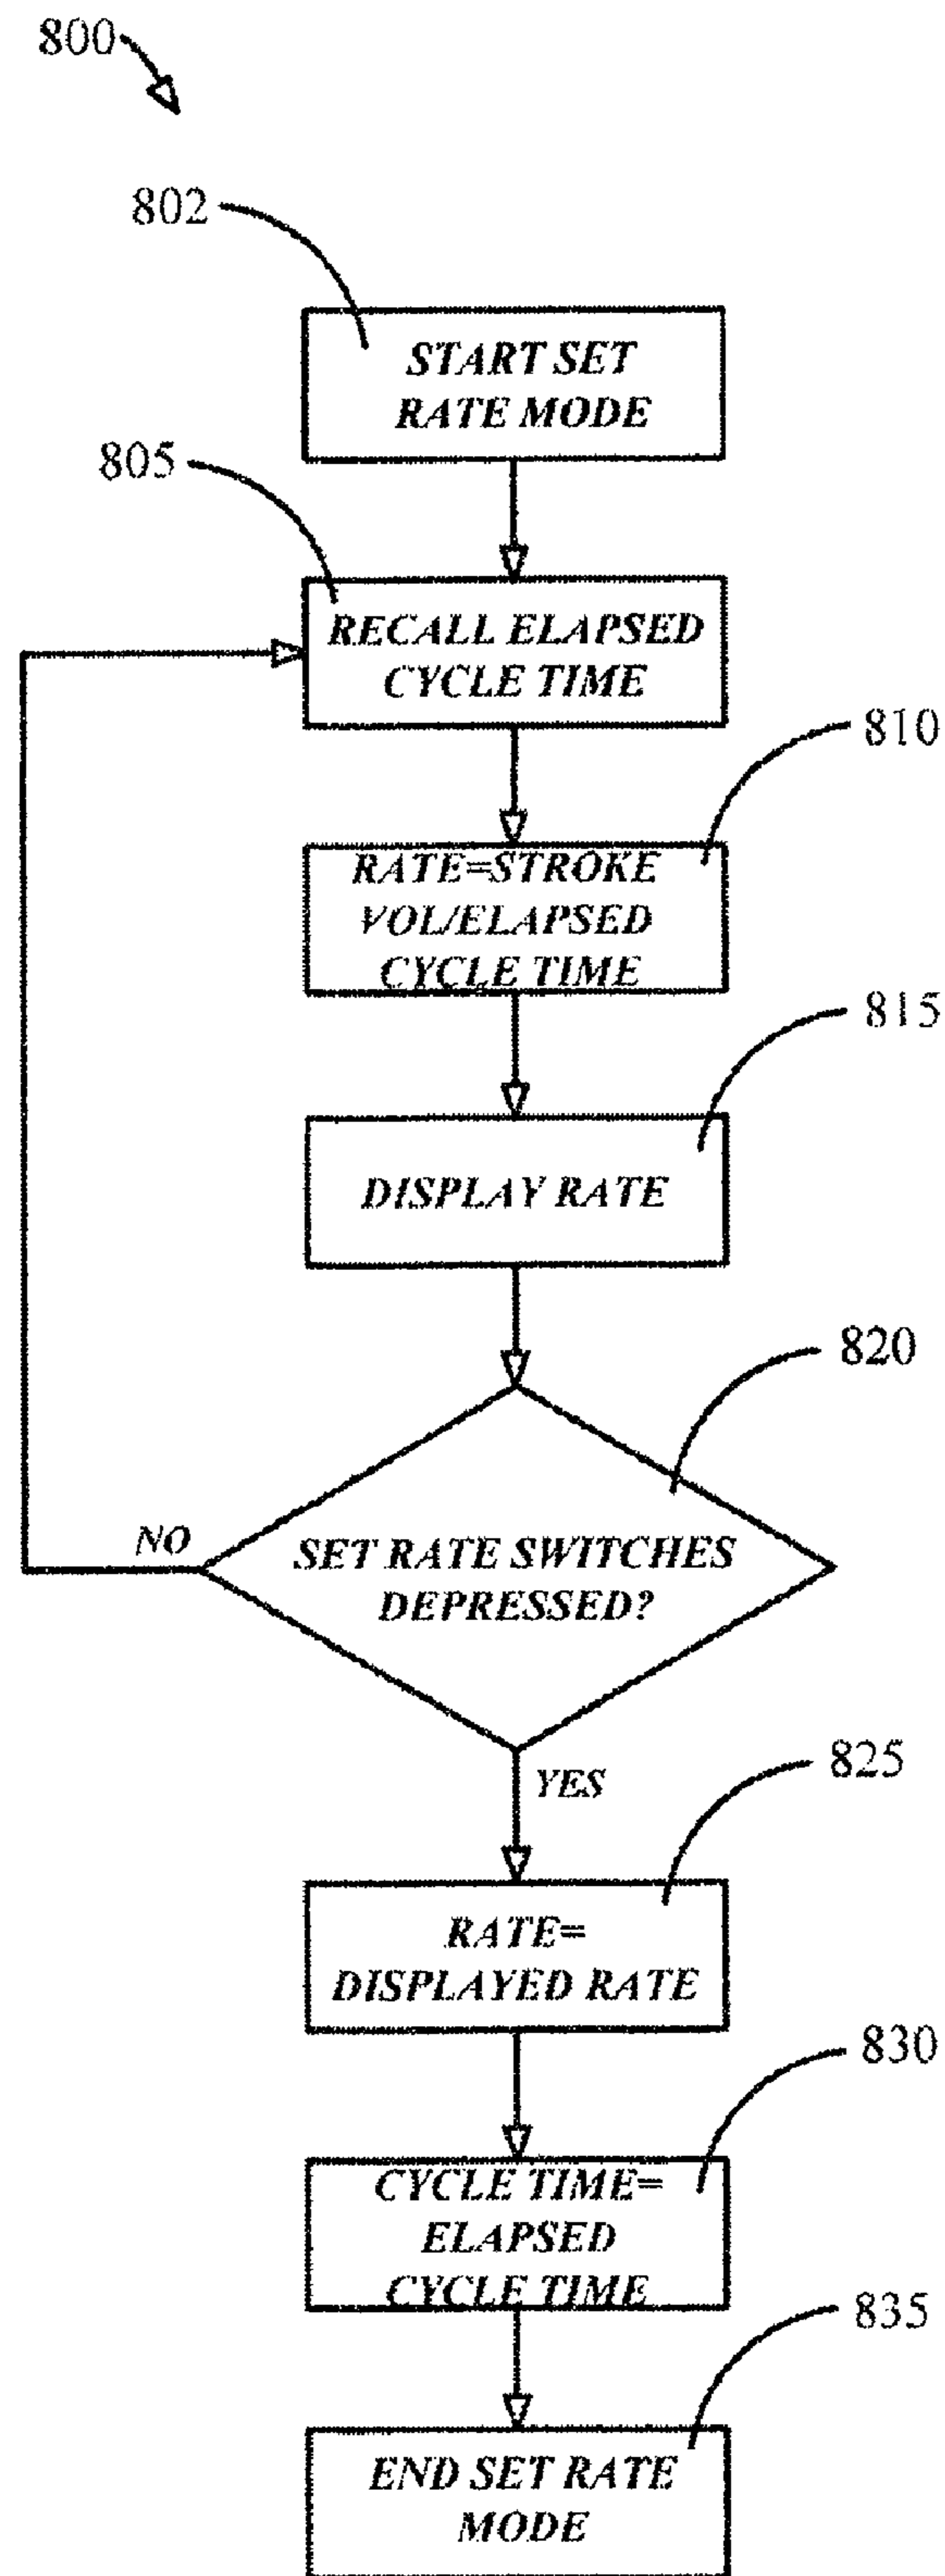 800
802
START SET
RATE MODE
805
RECALL ELAPSED
CYCLE TIME
810
RATE=STROKE
VOL/ELAPSED
CYCLE TIME
815
DISPLAY RATE
820
NO
SET RATE SWITCHES
DEPRESSED?
YES
825
RATE=
DISPLAYED RATE
830
CYCLE TIME=
ELAPSED
CYCLE TIME
835
END SET RATE
MODE